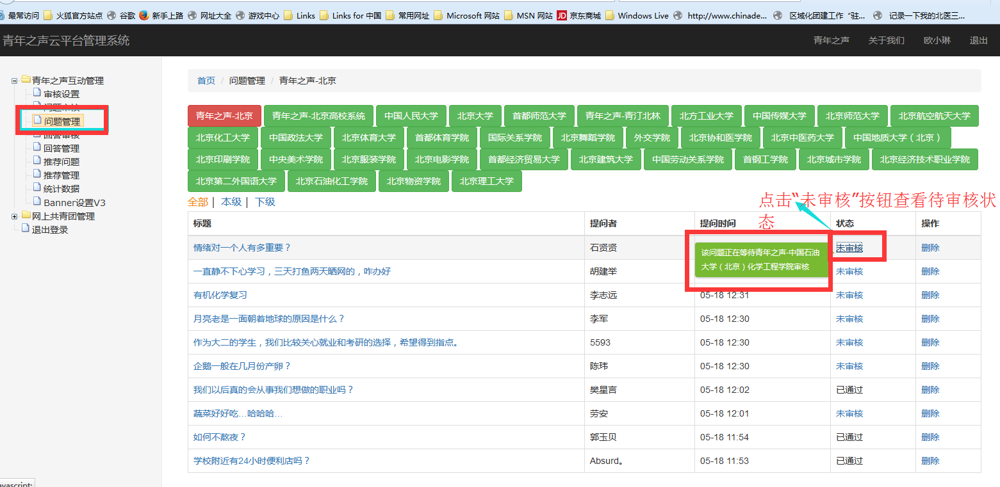 最常访问 火狐官方站点 谷歌 新手上路 网址大全 游戏中心 Links Links for 中国 常用网址 Microsoft 网站 MSN 网站 JD 京东商城 Windows Live http://www.chinade... 区域化团建工作“驻... 记录一下我的北医三...
青年之声云平台管理系统 青年之声 关于我们 欧小琳 退出
青年之声互动管理
审核设置
问题管理
回答审核
回答管理
推荐问题
推荐管理
统计数据
Banner设置V3
网上共青团管理
退出登录
首页 / 问题管理 / 青年之声-北京
青年之声-北京 青年之声-北京高校系统 中国人民大学 北京大学 首都师范大学 青年之声-青汀北林 北方工业大学 中国传媒大学 北京师范大学 北京航空航天大学
北京化工大学 中国政法大学 北京体育大学 首都体育学院 国际关系学院 北京舞蹈学院 外交学院 北京协和医学院 北京中医药大学 中国地质大学（北京）
北京印刷学院 中央美术学院 北京服装学院 北京电影学院 首都经济贸易大学 北京建筑大学 中国劳动关系学院 首钢工学院 北京城市学院 北京经济技术职业学院
北京第二外国语大学 北京石油化工学院 北京物资学院 北京理工大学
全部 | 本级 | 下级
点击“未审核”按钮查看待审核状
态
标题 提问者 提问时间 状态 操作
情绪对一个人有多重要？ 石贤贤 未审核 删除
该问题正在等待青年之声-中国石油
大学（北京）化学工程学院审核
一直静不下心学习，三天打鱼两天晒网的，咋办好 胡建举 未审核 删除
有机化学复习 李志远 05-18 12:31 未审核 删除
月亮老是一面朝着地球的原因是什么？ 李军 05-18 12:30 未审核 删除
作为大二的学生，我们比较关心就业和考研的选择，希望得到指点。 5593 05-18 12:30 未审核 删除
企鹅一般在几月份产卵？ 陈玮 05-18 12:30 未审核 删除
我们以后真的会从事我们想做的职业吗？ 樊星言 05-18 12:02 已通过 删除
蔬菜好好吃...哈哈哈... 劳安 05-18 12:01 未审核 删除
如何不熬夜？ 郭玉贝 05-18 11:54 已通过 删除
学校附近有24小时便利店吗？ Absurd。 05-18 11:53 已通过 删除